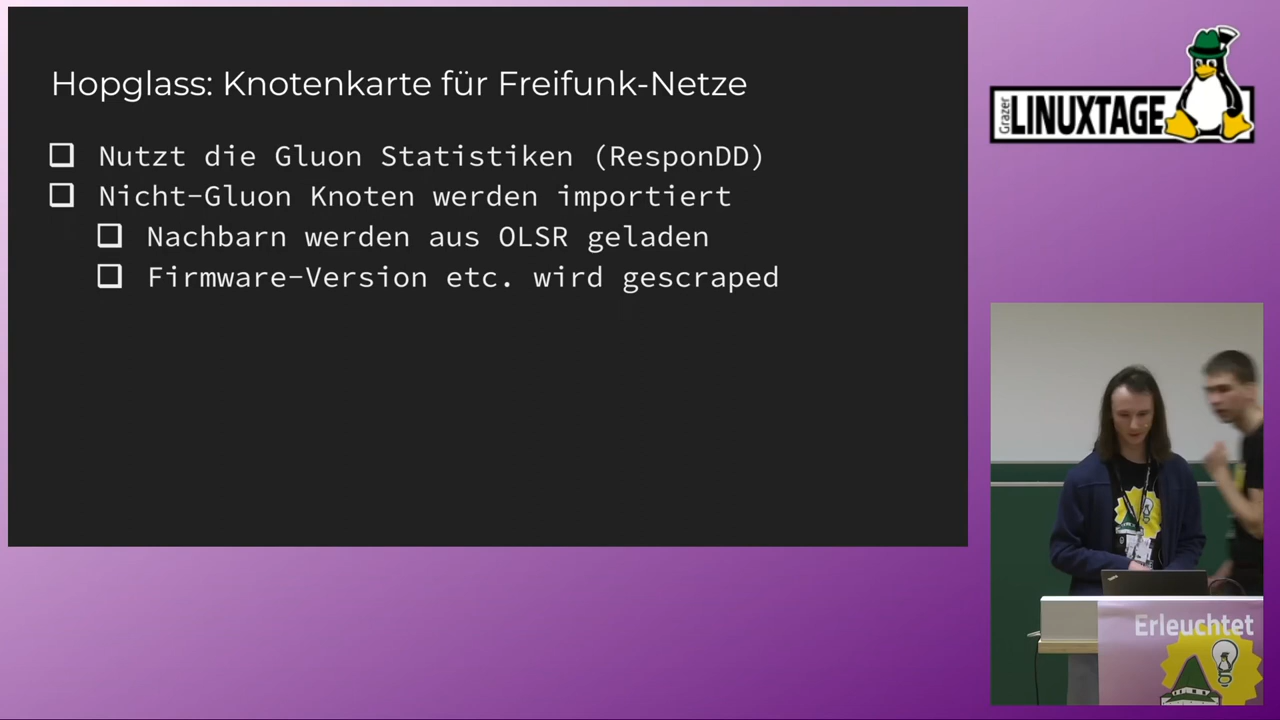 Hopglass: Knotenkarte für Freifunk-Netze
Nutzt die Gluon Statistiken (ResponDD)
Nicht-Gluon Knoten werden importiert
Nachbarn werden aus OLSR geladen
Firmware-Version etc. wird gescraped
Grazer
LINUXTAGE
Erleuchtet